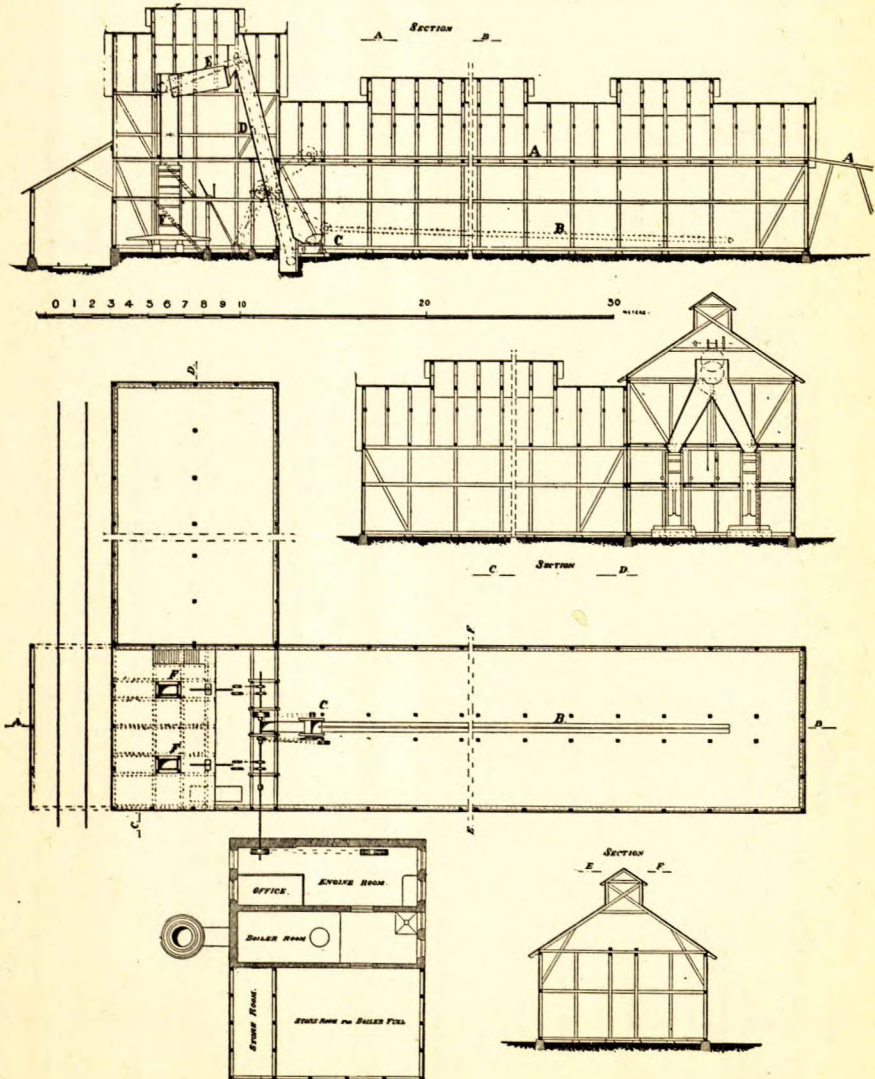 SECTION
A B
E
D
A
A
B
C
F
0 1 2 3 4 5 6 7 8 9 10 20 30 METERS.
H
D.
C SECTION D.
E
F
C.
B.
A B
F
C
F
SECTION
E F
OFFICE. ENGINE ROOM.
BOILER ROOM
STORE ROOM.
STORE ROOM FOR BOILER FUEL